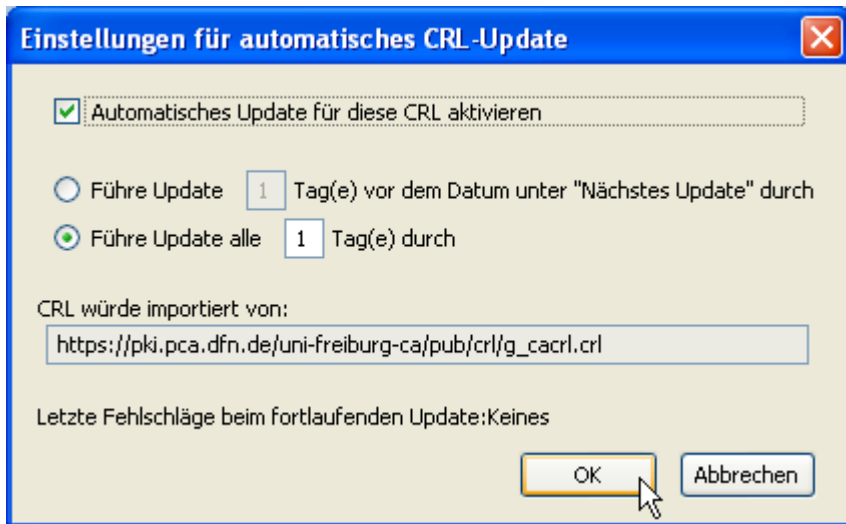 Einstellungen für automatisches CRL-Update
Automatisches Update für diese CRL aktivieren
Führe Update 1 Tag(e) vor dem Datum unter "Nächstes Update" durch
Führe Update alle 1 Tag(e) durch
CRL würde importiert von:
https://pki.pca.dfn.de/uni-freiburg-ca/pub/crl/g_cacrl.crl
Letzte Fehlschläge beim fortlaufenden Update:Keines
OK Abbrechen